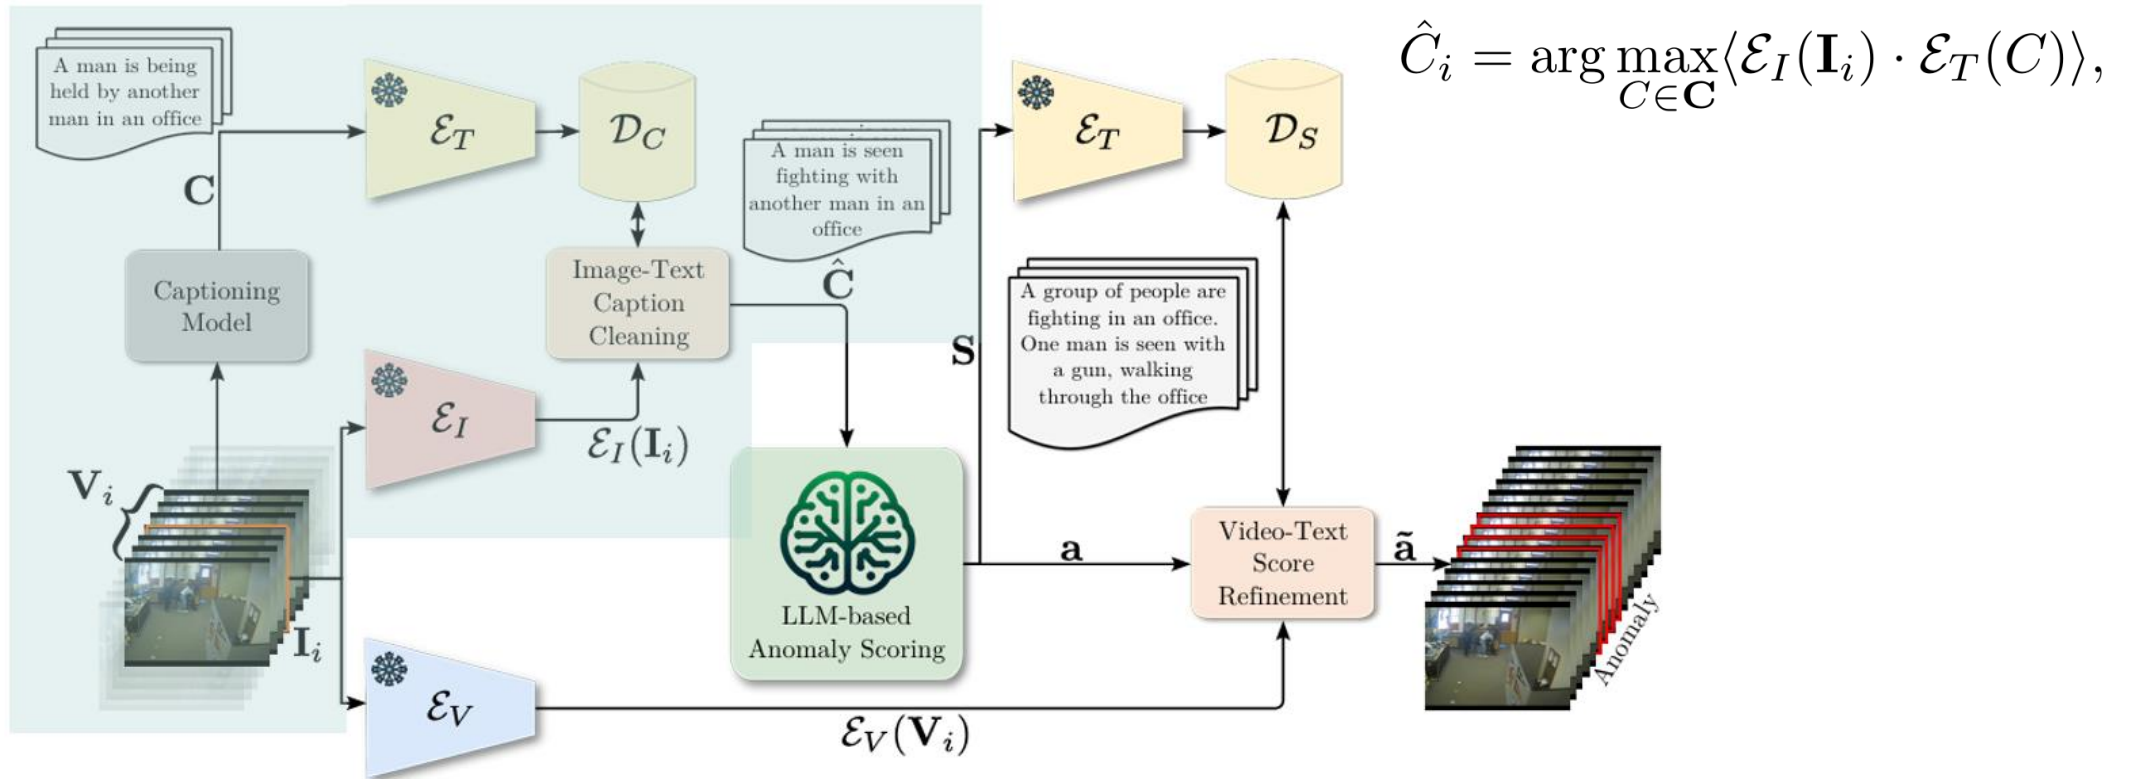 A man is being
held by another
man in an office
C
Captioning
Model
V_i
I_i
ℰ_T
𝒟_C
Image-Text
Caption
Cleaning
ℰ_I
ℰ_I(I_i)
A man is seen
fighting with
another man in an
office
Ĉ
LLM-based
Anomaly Scoring
ℰ_V
ℰ_V(V_i)
S
a
ℰ_T
𝒟_S
A group of people are
fighting in an office.
One man is seen with
a gun, walking
through the office
Video-Text
Score
Refinement
ã
Anomaly
Ĉ_i = arg max⟨ℰ_I(I_i) · ℰ_T(C)⟩,
C∈C